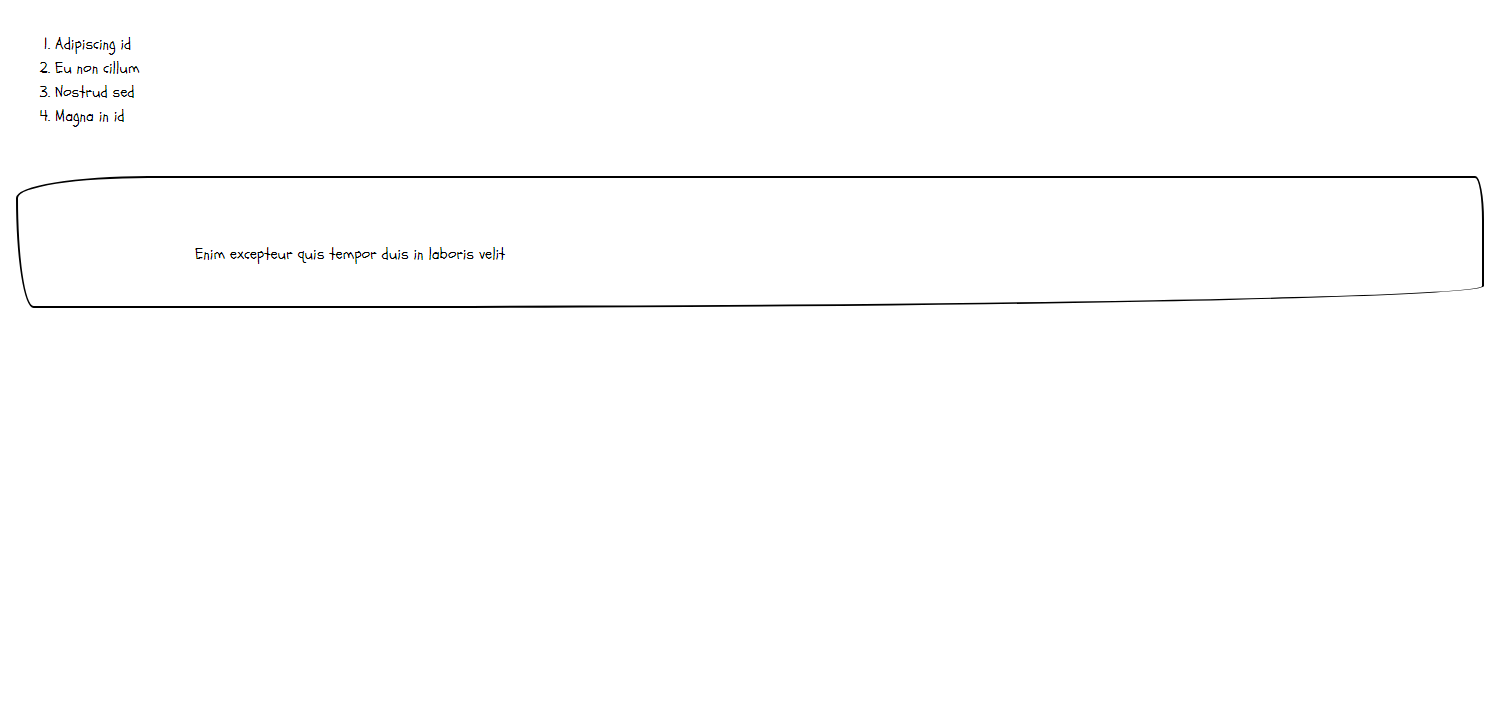 1. Adipiscing id
2. Eu non cillum
3. Nostrud sed
4. Magna in id
Enim excepteur quis tempor duis in laboris velit